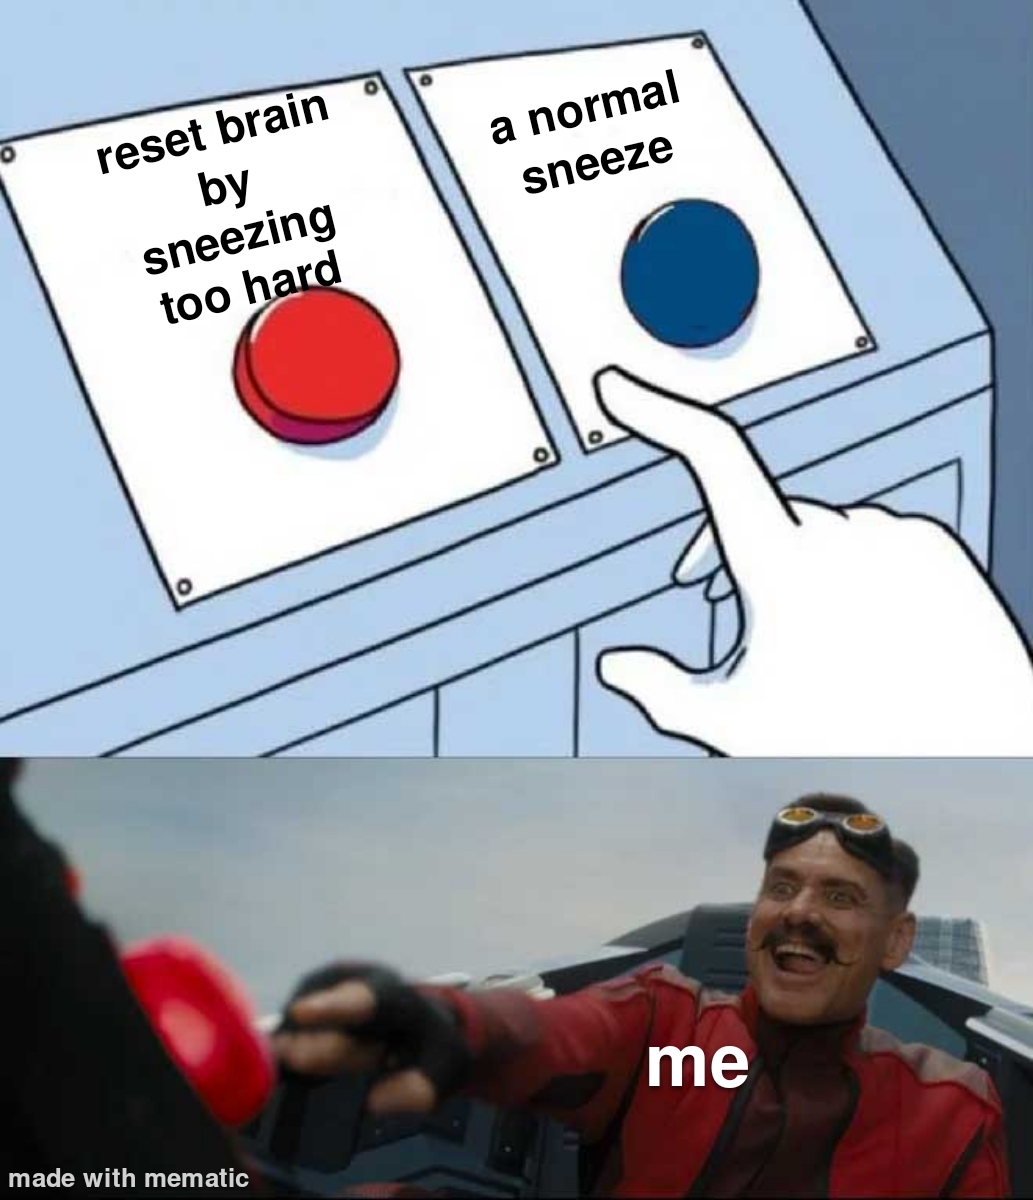 reset brain
by
sneezing
too hard
a normal
sneeze
me
made with mematic